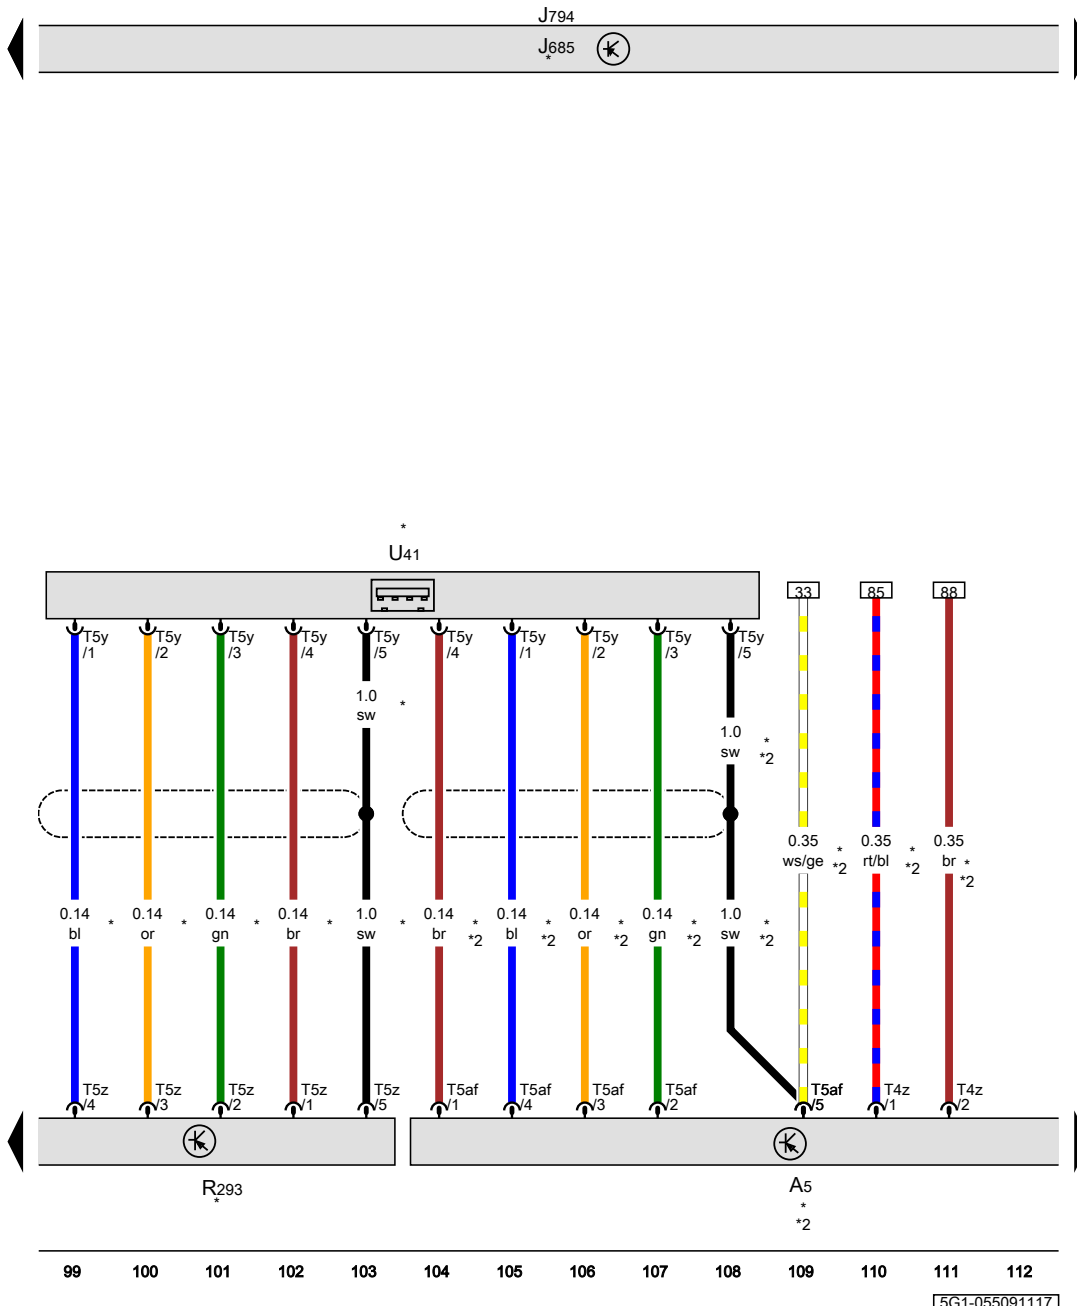 J794
J685
*
*
U41
33 85 88
T5y T5y T5y T5y T5y T5y T5y T5y T5y T5y
/1 /2 /3 /4 /5 /4 /1 /2 /3 /5
1.0
sw *
1.0 *
sw *2
0.35 * 0.35 * 0.35
ws/ge *2 rt/bl *2 br *
*2
0.14 * 0.14 * 0.14 * 0.14 * 1.0 * 0.14 * 0.14 * 0.14 * 0.14 * 1.0 *
bl or gn br sw br *2 bl *2 or *2 gn *2 sw *2
T5z T5z T5z T5z T5z T5af T5af T5af T5af T5af T4z T4z
/4 /3 /2 /1 /5 /1 /4 /3 /2 /5 /1 /2
R293
*
A5
*
*2
99 100 101 102 103 104 105 106 107 108 109 110 111 112
5G1-055091117